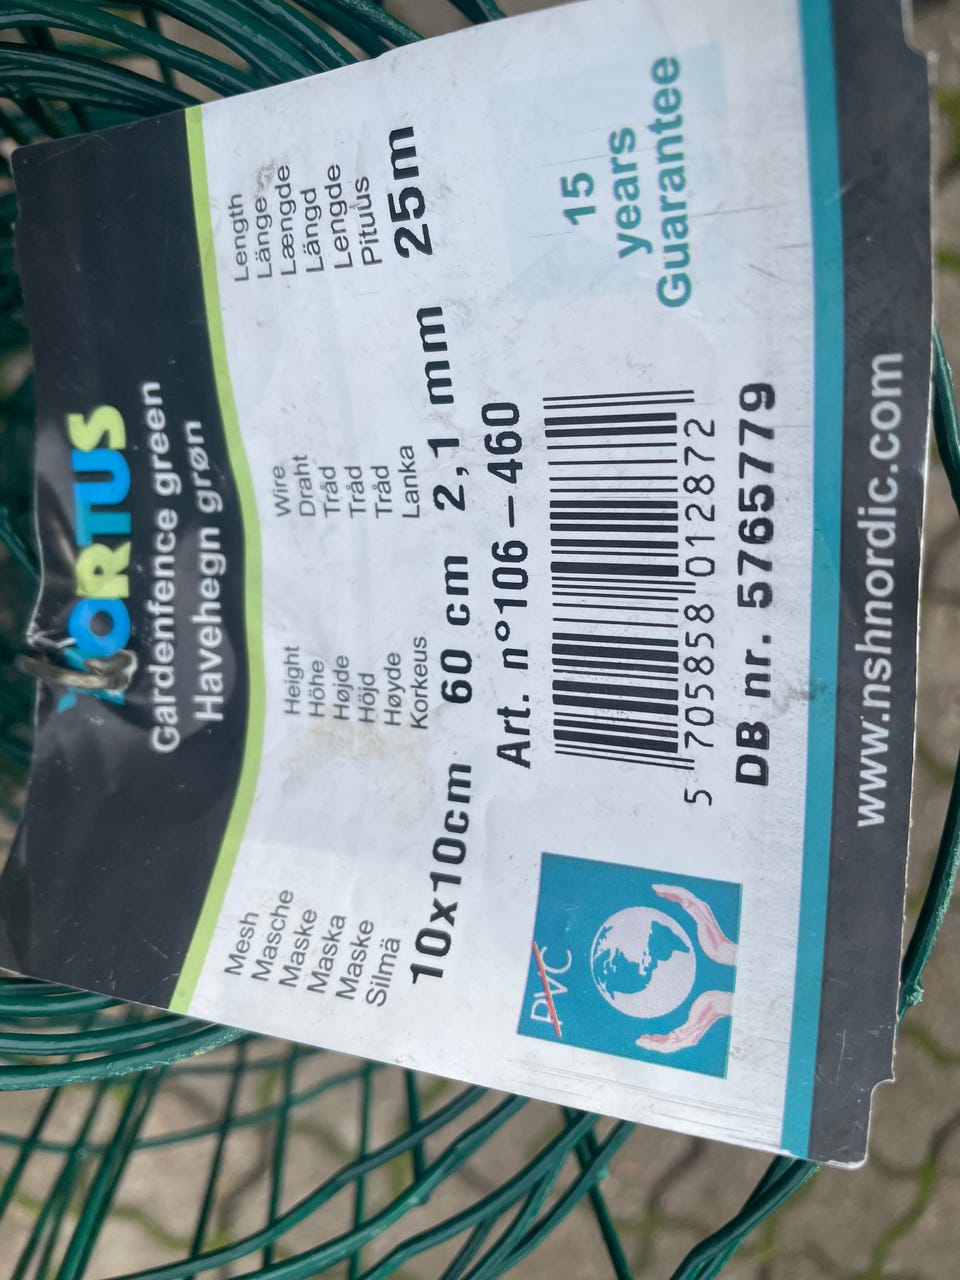 HORTUS
Gardenfence green
Havehegn grøn
Mesh
Masche
Maske
Maska
Maske
Silmä
10x10cm
Height
Höhe
Højde
Höjd
Høyde
Korkeus
60 cm
Wire
Draht
Tråd
Tråd
Tråd
Lanka
2,1 mm
Length
Länge
Længde
Längd
Lengde
Pituus
25m
Art. n°106-460
PVC
5 705858 012872
DB nr. 5765779
15
years
Guarantee
www.nshnordic.com